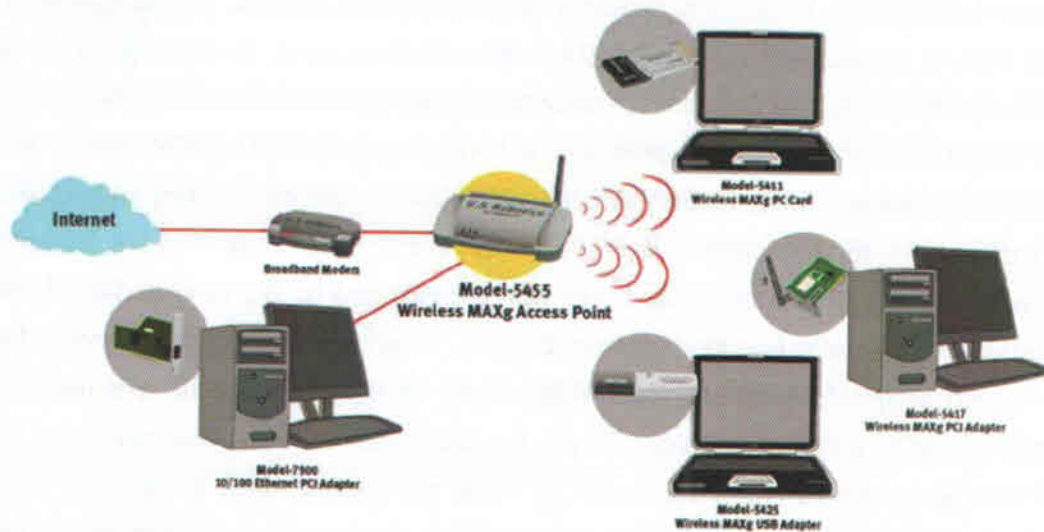 Internet
Broadband Modem
U.S. Robotics
Model-5455
Wireless MAXg Access Point
Model-5411
Wireless MAXg PC Card
Model-5417
Wireless MAXg PCI Adapter
Model-7900
10/100 Ethernet PCI Adapter
Model-5425
Wireless MAXg USB Adapter